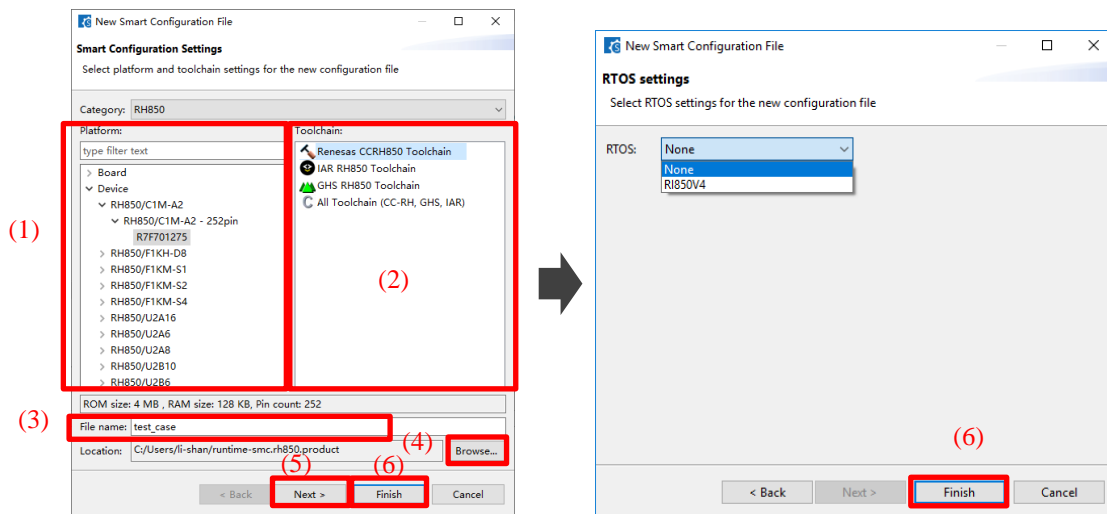 New Smart Configuration File
Smart Configuration Settings
Select platform and toolchain settings for the new configuration file
Category: RH850
Platform:
type filter text
Board
Device
RH850/C1M-A2
RH850/C1M-A2 - 252pin
R7F701275
RH850/F1KH-D8
RH850/F1KM-S1
RH850/F1KM-S2
RH850/F1KM-S4
RH850/U2A16
RH850/U2A6
RH850/U2A8
RH850/U2B10
RH850/U2B6
(1)
Toolchain:
Renesas CCRH850 Toolchain
IAR RH850 Toolchain
GHS RH850 Toolchain
All Toolchain (CC-RH, GHS, IAR)
(2)
ROM size: 4 MB , RAM size: 128 KB, Pin count: 252
(3)
File name: test_case
Location: C:/Users/li-shan/runtime-smc.rh850.product
(4)
Browse...
(5)
(6)
< Back
Next >
Finish
Cancel
New Smart Configuration File
RTOS settings
Select RTOS settings for the new configuration file
RTOS: None
None
RI850V4
(6)
< Back
Next >
Finish
Cancel